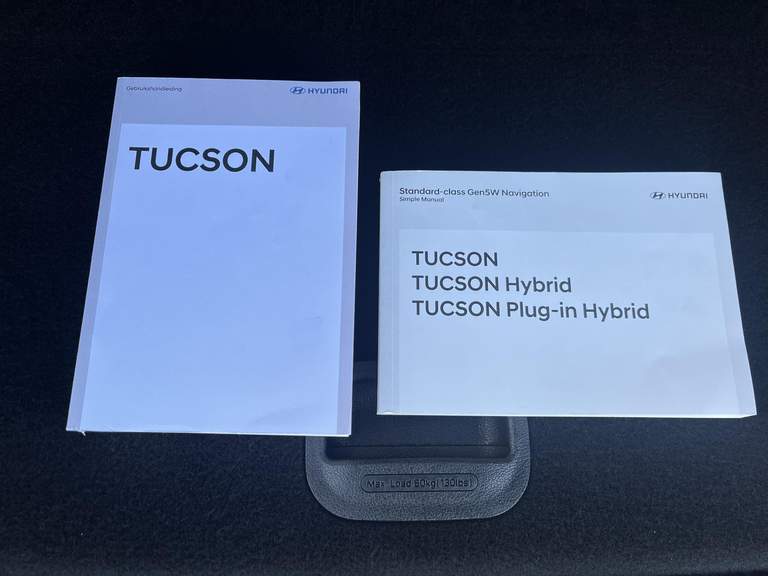 Gebruikshandleiding
HYUNDAI
TUCSON
Standard-class Gen5W Navigation
Simple Manual
HYUNDAI
TUCSON
TUCSON Hybrid
TUCSON Plug-in Hybrid
Max. Load 60kg(130lbs)